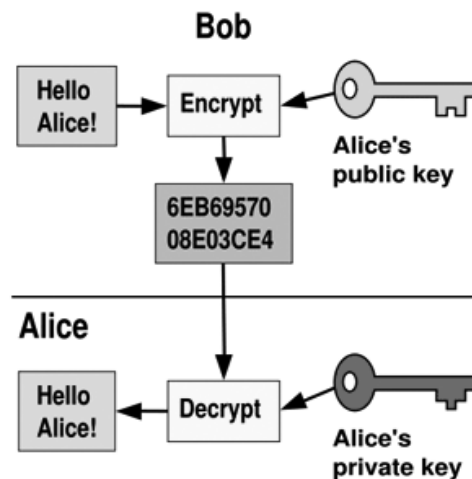 Bob
Hello
Alice!
Encrypt
Alice's
public key
6EB69570
08E03CE4
Alice
Hello
Alice!
Decrypt
Alice's
private key